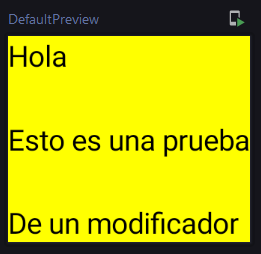 DefaultPreview
Hola
Esto es una prueba
De un modificador